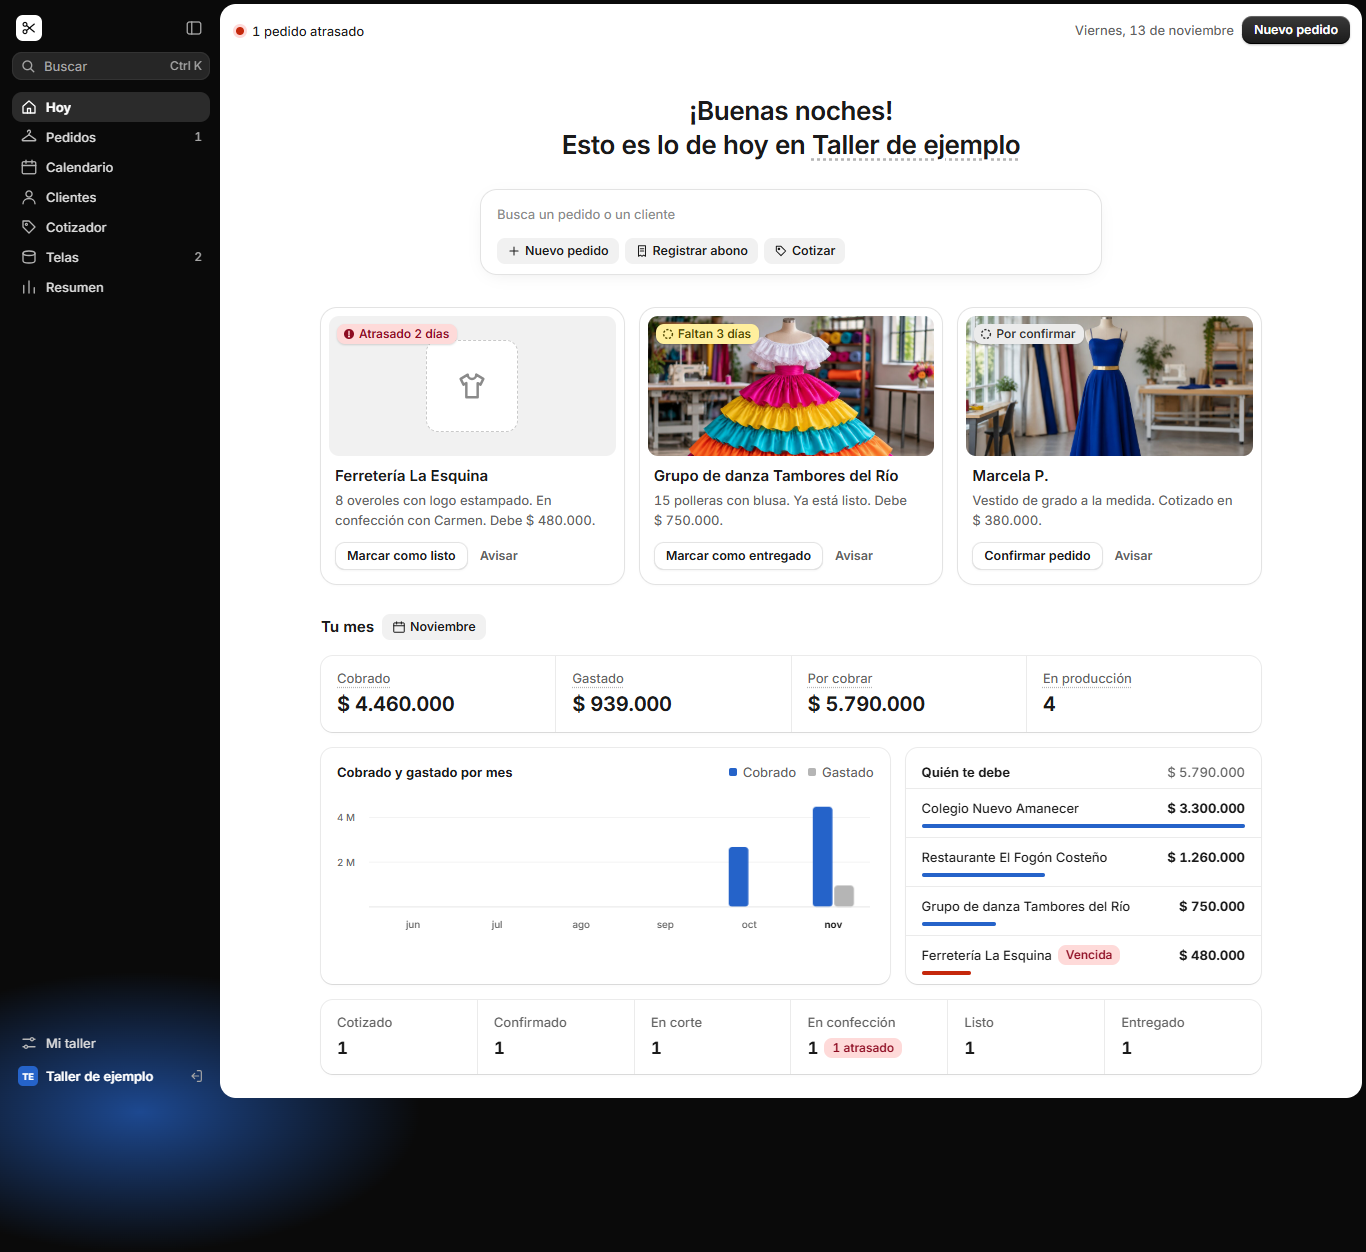 1 pedido atrasado
Viernes, 13 de noviembre
Nuevo pedido
Buscar
Ctrl K
Hoy
Pedidos 1
Calendario
Clientes
Cotizador
Telas 2
Resumen
¡Buenas noches!
Esto es lo de hoy en Taller de ejemplo
Busca un pedido o un cliente
Nuevo pedido
Registrar abono
Cotizar
Atrasado 2 días
Ferretería La Esquina
8 overoles con logo estampado. En
confección con Carmen. Debe $ 480.000.
Marcar como listo
Avisar
Faltan 3 días
Grupo de danza Tambores del Río
15 polleras con blusa. Ya está listo. Debe
$ 750.000.
Marcar como entregado
Avisar
Por confirmar
Marcela P.
Vestido de grado a la medida. Cotizado en
$ 380.000.
Confirmar pedido
Avisar
Tu mes
Noviembre
Cobrado
$ 4.460.000
Gastado
$ 939.000
Por cobrar
$ 5.790.000
En producción
4
Cobrado y gastado por mes
Cobrado
Gastado
4 M
2 M
jun jul ago sep oct nov
Quién te debe $ 5.790.000
Colegio Nuevo Amanecer $ 3.300.000
Restaurante El Fogón Costeño $ 1.260.000
Grupo de danza Tambores del Río $ 750.000
Ferretería La Esquina Vencida $ 480.000
Cotizado
1
Confirmado
1
En corte
1
En confección
1 1 atrasado
Listo
1
Entregado
1
Mi taller
TE Taller de ejemplo